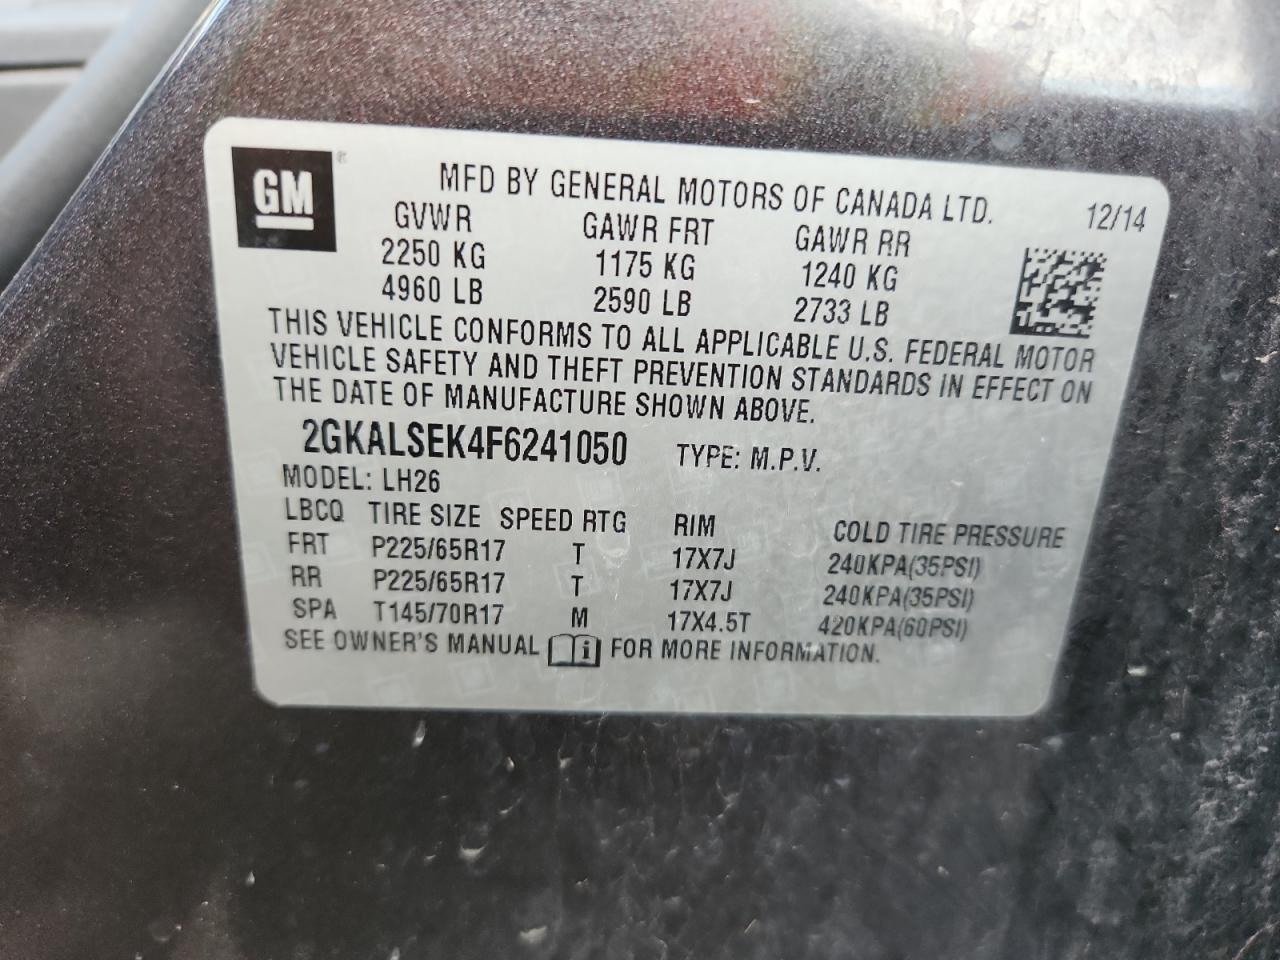 GM ®
MFD BY GENERAL MOTORS OF CANADA LTD.
12/14
GVWR GAWR FRT GAWR RR
2250 KG 1175 KG 1240 KG
4960 LB 2590 LB 2733 LB
THIS VEHICLE CONFORMS TO ALL APPLICABLE U.S. FEDERAL MOTOR
VEHICLE SAFETY AND THEFT PREVENTION STANDARDS IN EFFECT ON
THE DATE OF MANUFACTURE SHOWN ABOVE.
2GKALSEK4F6241050 TYPE: M.P.V.
MODEL: LH26
LBCQ TIRE SIZE SPEED RTG RIM COLD TIRE PRESSURE
FRT P225/65R17 T 17X7J 240KPA(35PSI)
RR P225/65R17 T 17X7J 240KPA(35PSI)
SPA T145/70R17 M 17X4.5T 420KPA(60PSI)
SEE OWNER'S MANUAL i FOR MORE INFORMATION.